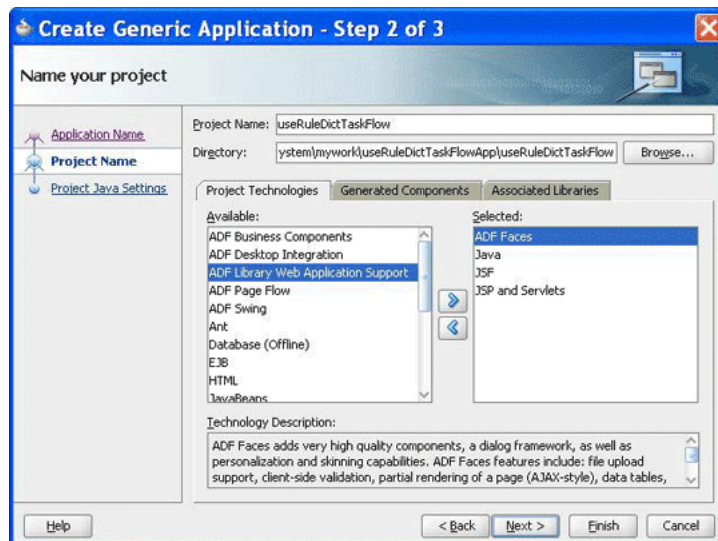 Create Generic Application - Step 2 of 3
Name your project
Application Name
Project Name
Project Java Settings
Project Name: useRuleDictTaskFlow
Directory: ystem\mywork\useRuleDictTaskFlowApp\useRuleDictTaskFlow Browse...
Project Technologies Generated Components Associated Libraries
Available:
ADF Business Components
ADF Desktop Integration
ADF Library Web Application Support
ADF Page Flow
ADF Swing
Ant
Database (Offline)
EJB
HTML
JavaBeans
Selected:
ADF Faces
Java
JSF
JSP and Servlets
Technology Description:
ADF Faces adds very high quality components, a dialog framework, as well as
personalization and skinning capabilities. ADF Faces features include: file upload
support, client-side validation, partial rendering of a page (AJAX-style), data tables,
Help < Back Next > Finish Cancel